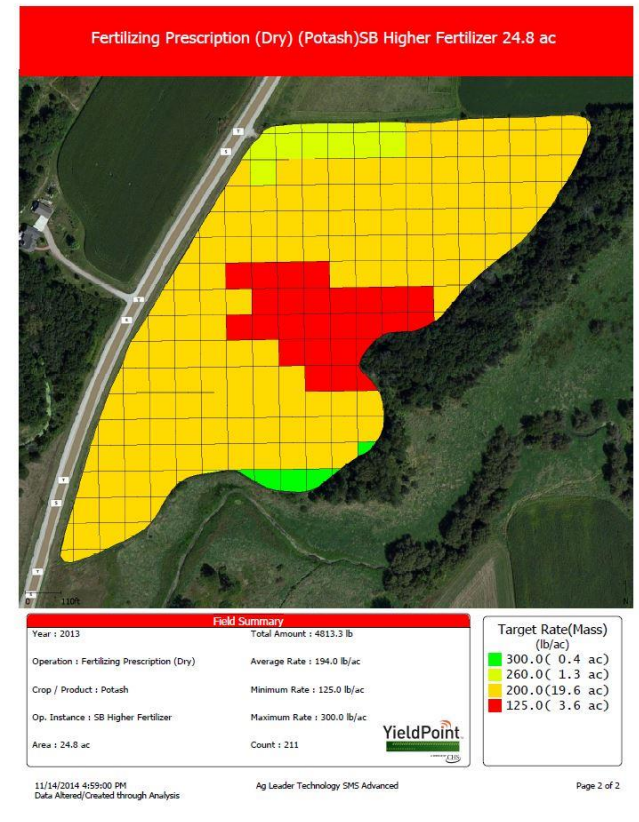 Fertilizing Prescription (Dry) (Potash)SB Higher Fertilizer 24.8 ac
0 110ft
N
Field Summary
Year : 2013
Total Amount : 4813.3 lb
Operation : Fertilizing Prescription (Dry)
Average Rate : 194.0 lb/ac
Crop / Product : Potash
Minimum Rate : 125.0 lb/ac
Op. Instance : SB Higher Fertilizer
Maximum Rate : 300.0 lb/ac
Area : 24.8 ac
Count : 211
YieldPoint
CHS
Target Rate(Mass)
(lb/ac)
300.0( 0.4 ac)
260.0( 1.3 ac)
200.0(19.6 ac)
125.0( 3.6 ac)
11/14/2014 4:59:00 PM
Ag Leader Technology SMS Advanced
Page 2 of 2
Data Altered/Created through Analysis